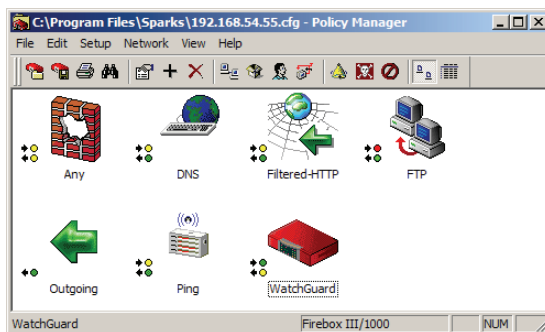 C:\Program Files\Sparks\192.168.54.55.cfg - Policy Manager
File Edit Setup Network View Help
Any DNS Filtered-HTTP FTP
Outgoing Ping WatchGuard
WatchGuard Firebox III/1000 NUM